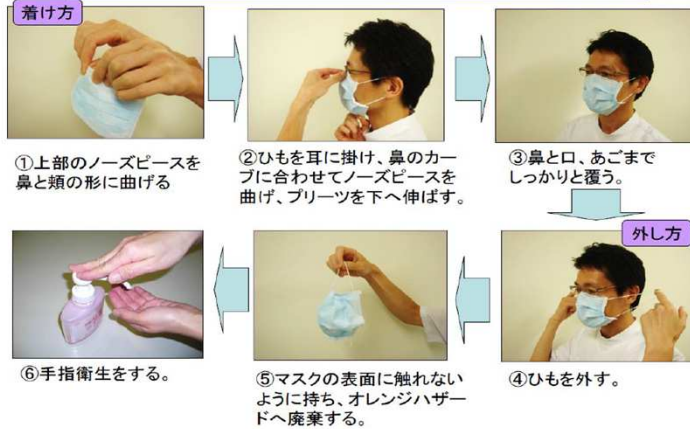 着け方
①上部のノーズピースを
鼻と頬の形に曲げる
②ひもを耳に掛け、鼻のカー
ブに合わせてノーズピースを
曲げ、プリーツを下へ伸ばす。
③鼻と口、あごまで
しっかりと覆う。
外し方
④ひもを外す。
⑤マスクの表面に触れない
ように持ち、オレンジハザー
ドへ廃棄する。
⑥手指衛生をする。